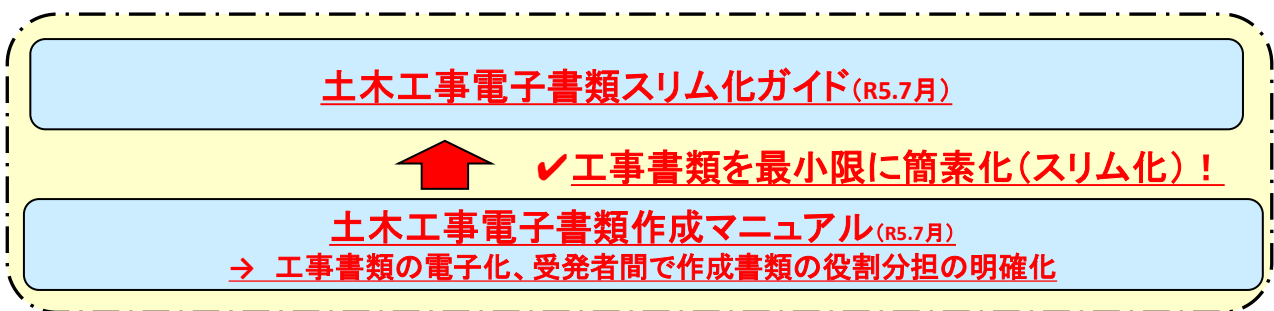 土木工事電子書類スリム化ガイド（R5.7月）
✔工事書類を最小限に簡素化（スリム化）！
土木工事電子書類作成マニュアル（R5.7月）
→ 工事書類の電子化、受発者間で作成書類の役割分担の明確化